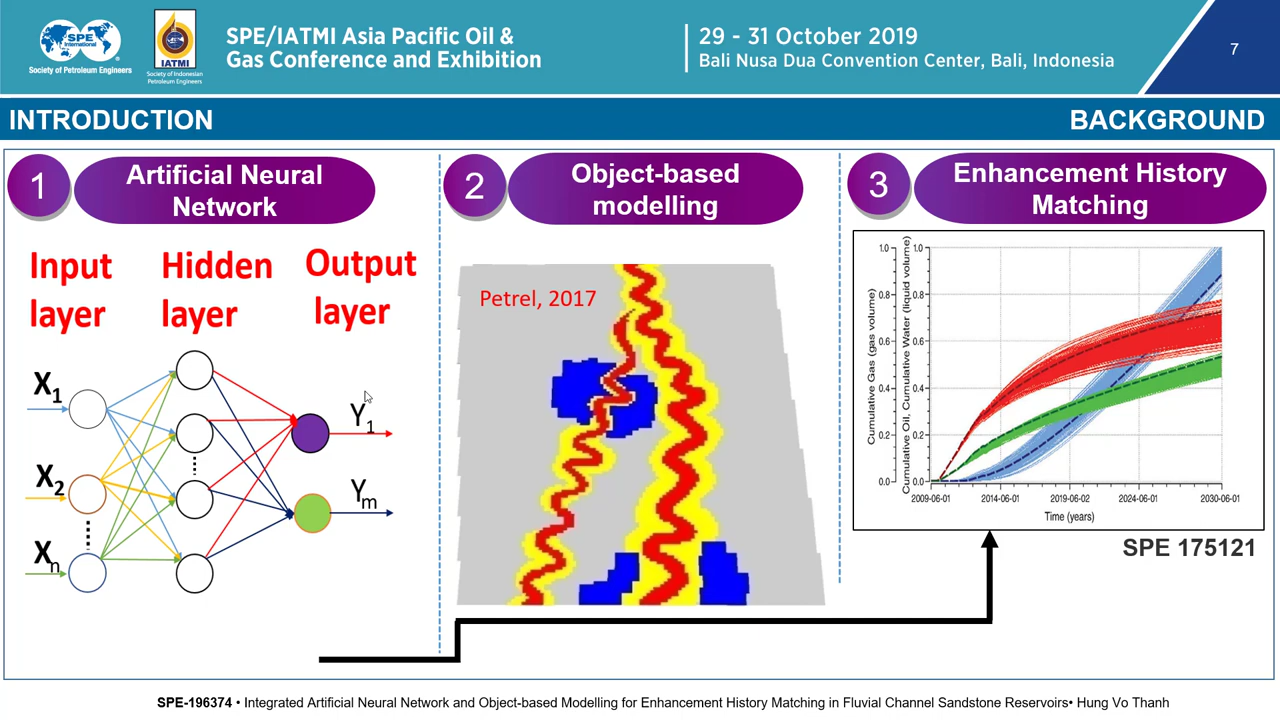 SPE
International
Society of Petroleum Engineers
IATMI
Society of Indonesian
Petroleum Engineers
SPE/IATMI Asia Pacific Oil &
Gas Conference and Exhibition
29 - 31 October 2019
Bali Nusa Dua Convention Center, Bali, Indonesia
7
INTRODUCTION
BACKGROUND
1
Artificial Neural
Network
Input
layer
Hidden
layer
Output
layer
X1
X2
Xn
Y1
Ym
2
Object-based
modelling
Petrel, 2017
3
Enhancement History
Matching
Cumulative Gas (gas volume)
Cumulative Oil, Cumulative Water (liquid volume)
1.0
0.8
0.6
0.4
0.2
0.0
1.0
0.8
0.6
0.4
0.2
0.0
2009-06-01 2014-06-01 2019-06-02 2024-06-01 2030-06-01
Time (years)
SPE 175121
SPE-196374 • Integrated Artificial Neural Network and Object-based Modelling for Enhancement History Matching in Fluvial Channel Sandstone Reservoirs• Hung Vo Thanh